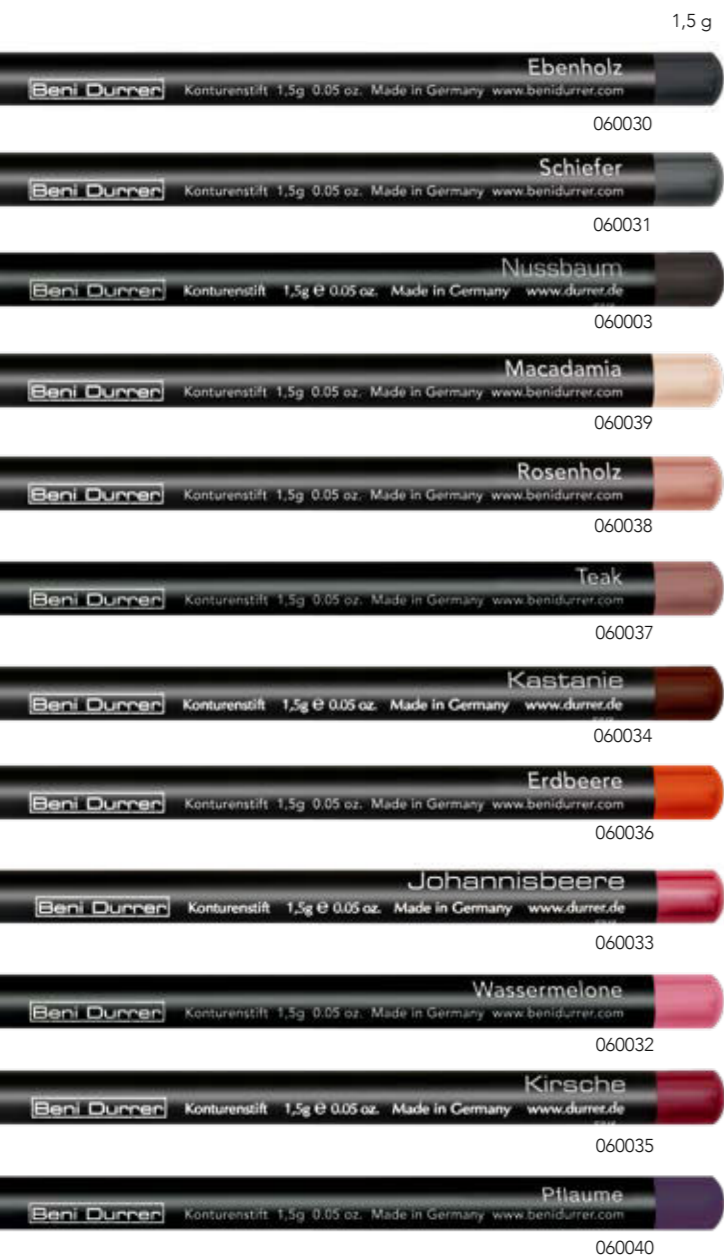 1,5 g
Ebenholz
Beni Durrer Konturenstift 1,5g 0.05 oz. Made in Germany www.benidurrer.com
060030
Schiefer
Beni Durrer Konturenstift 1,5g 0.05 oz. Made in Germany www.benidurrer.com
060031
Nussbaum
Beni Durrer Konturenstift 1,5g ℮ 0.05 oz. Made in Germany www.durrer.de
060003
Macadamia
Beni Durrer Konturenstift 1,5g 0.05 oz. Made in Germany www.benidurrer.com
060039
Rosenholz
Beni Durrer Konturenstift 1,5g 0.05 oz. Made in Germany www.benidurrer.com
060038
Teak
Beni Durrer Konturenstift 1,5g 0.05 oz. Made in Germany www.benidurrer.com
060037
Kastanie
Beni Durrer Konturenstift 1,5g ℮ 0.05 oz. Made in Germany www.durrer.de
060034
Erdbeere
Beni Durrer Konturenstift 1,5g 0.05 oz. Made in Germany www.benidurrer.com
060036
Johannisbeere
Beni Durrer Konturenstift 1,5g ℮ 0.05 oz. Made in Germany www.durrer.de
060033
Wassermelone
Beni Durrer Konturenstift 1,5g 0.05 oz. Made in Germany www.benidurrer.com
060032
Kirsche
Beni Durrer Konturenstift 1,5g ℮ 0.05 oz. Made in Germany www.durrer.de
060035
Pflaume
Beni Durrer Konturenstift 1,5g 0.05 oz. Made in Germany www.benidurrer.com
060040